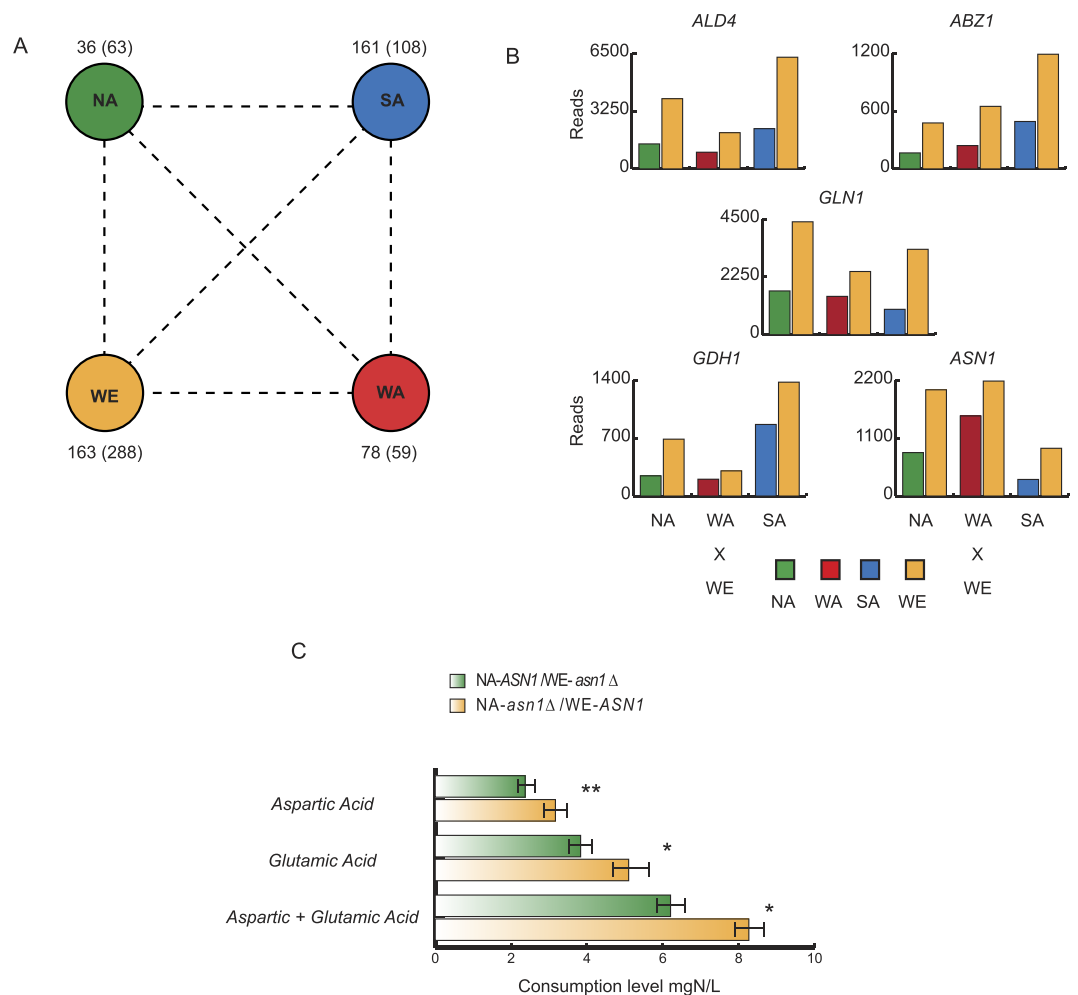 A
36 (63)
161 (108)
NA
SA
WE
WA
163 (288)
78 (59)
B
ALD4
6500
3250
0
Reads
ABZ1
1200
600
0
GLN1
4500
2250
0
GDH1
1400
700
0
Reads
NA WA SA
X
WE
ASN1
2200
1100
0
NA WA SA
X
WE
NA WA SA WE
C
NA-ASN1/WE-asn1Δ
NA-asn1Δ/WE-ASN1
Aspartic Acid
**
Glutamic Acid
*
Aspartic + Glutamic Acid
*
0 2 4 6 8 10
Consumption level mgN/L